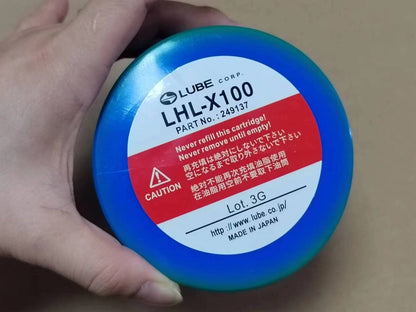 LUBE CORP.
LHL-X100
PART No.: 249137
Never refill this cartridge!
Never remove until empty!
再充填は絶対にしないで下さい
空になるまで取り外さないで下さい
CAUTION
绝对不能再次充填油脂使用
在油脂用空前不要取下油筒
Lot. 3G
http://www.lube.co.jp/
MADE IN JAPAN